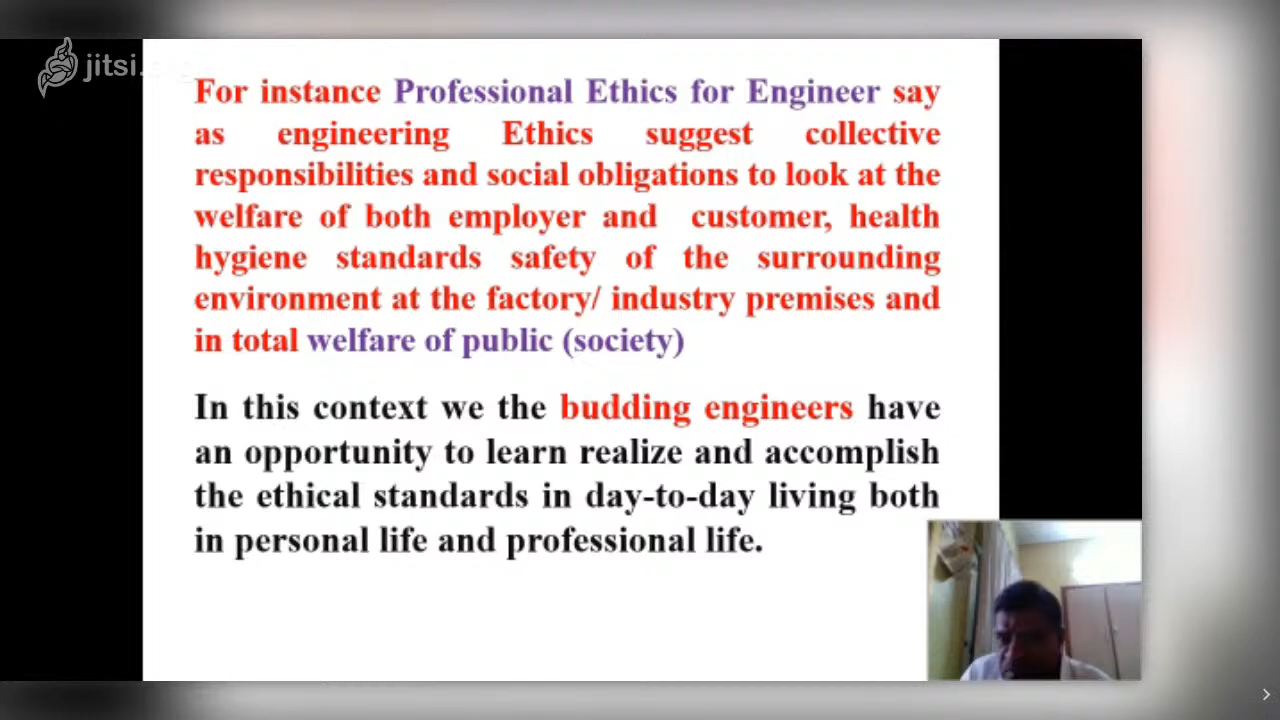 jitsi.org
For instance Professional Ethics for Engineer say
as engineering Ethics suggest collective
responsibilities and social obligations to look at the
welfare of both employer and customer, health
hygiene standards safety of the surrounding
environment at the factory/ industry premises and
in total welfare of public (society)
In this context we the budding engineers have
an opportunity to learn realize and accomplish
the ethical standards in day-to-day living both
in personal life and professional life.